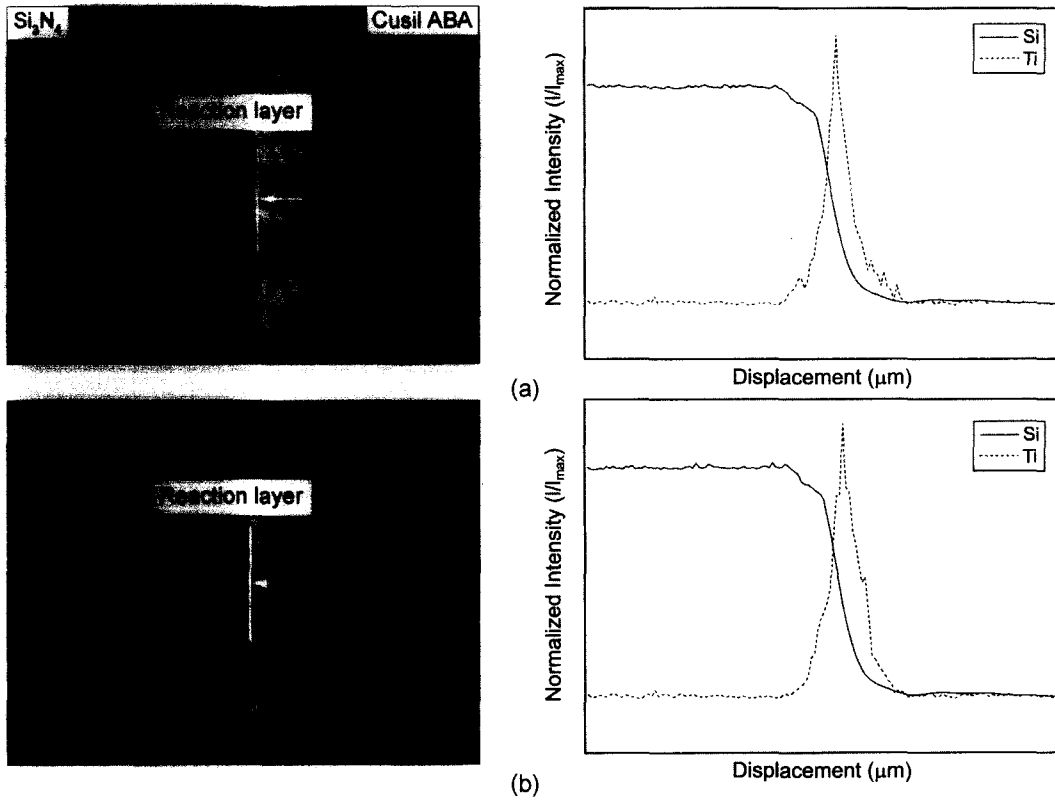 Si₃N₄
Cusil ABA
Reaction layer
Normalized Intensity (I/Iₘₐₓ)
Si
Ti
Displacement (μm)
(a)
Reaction layer
Normalized Intensity (I/Iₘₐₓ)
Si
Ti
Displacement (μm)
(b)